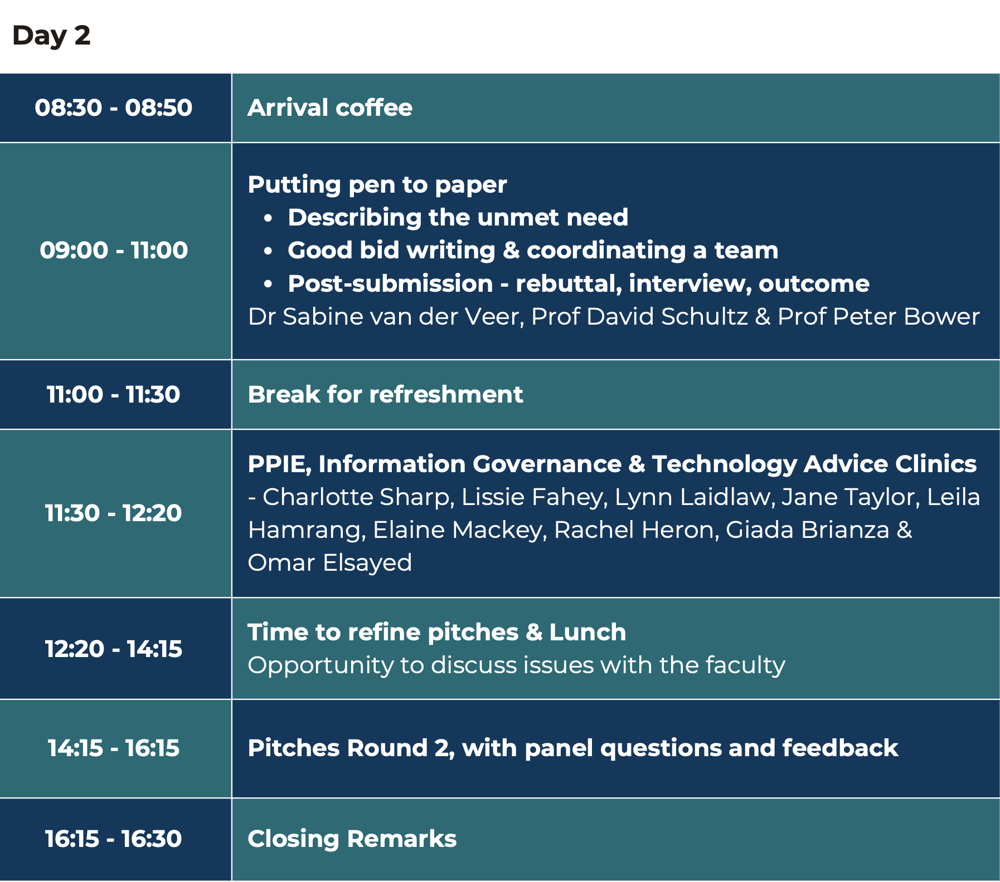 Day 2
08:30 - 08:50
Arrival coffee
09:00 - 11:00
Putting pen to paper
• Describing the unmet need
• Good bid writing & coordinating a team
• Post-submission - rebuttal, interview, outcome
Dr Sabine van der Veer, Prof David Schultz & Prof Peter Bower
11:00 - 11:30
Break for refreshment
11:30 - 12:20
PPIE, Information Governance & Technology Advice Clinics
- Charlotte Sharp, Lissie Fahey, Lynn Laidlaw, Jane Taylor, Leila
Hamrang, Elaine Mackey, Rachel Heron, Giada Brianza &
Omar Elsayed
12:20 - 14:15
Time to refine pitches & Lunch
Opportunity to discuss issues with the faculty
14:15 - 16:15
Pitches Round 2, with panel questions and feedback
16:15 - 16:30
Closing Remarks